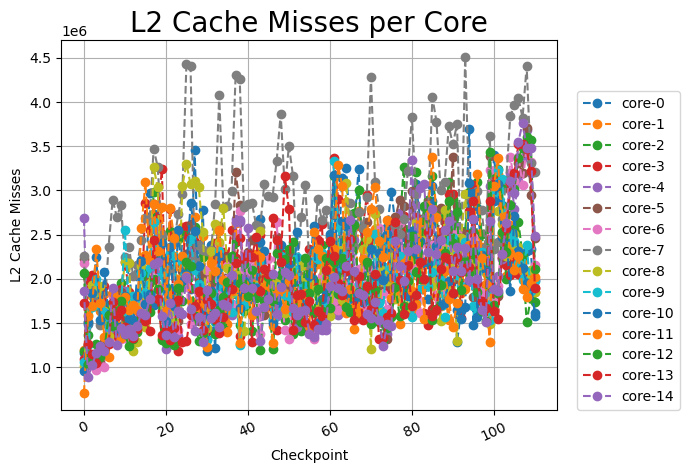 L2 Cache Misses per Core
1e6
4.5
4.0
3.5
3.0
2.5
2.0
1.5
1.0
L2 Cache Misses
0
20
40
60
80
100
Checkpoint
core-0
core-1
core-2
core-3
core-4
core-5
core-6
core-7
core-8
core-9
core-10
core-11
core-12
core-13
core-14